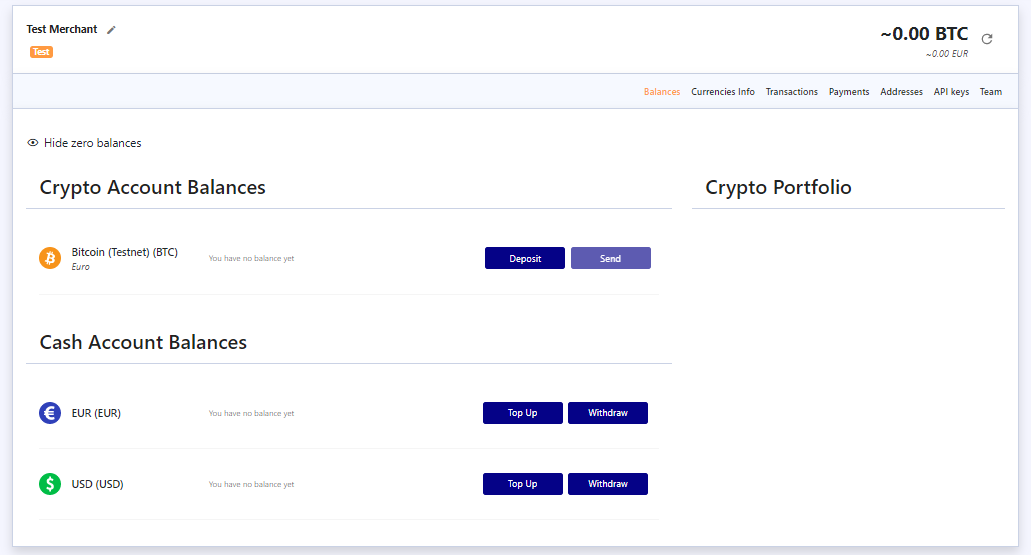 Test Merchant
Test
~0.00 BTC
~0.00 EUR
Balances Currencies Info Transactions Payments Addresses API keys Team
Hide zero balances
Crypto Account Balances
Bitcoin (Testnet) (BTC)
Euro
You have no balance yet
Deposit
Send
Cash Account Balances
EUR (EUR)
You have no balance yet
Top Up
Withdraw
USD (USD)
You have no balance yet
Top Up
Withdraw
Crypto Portfolio